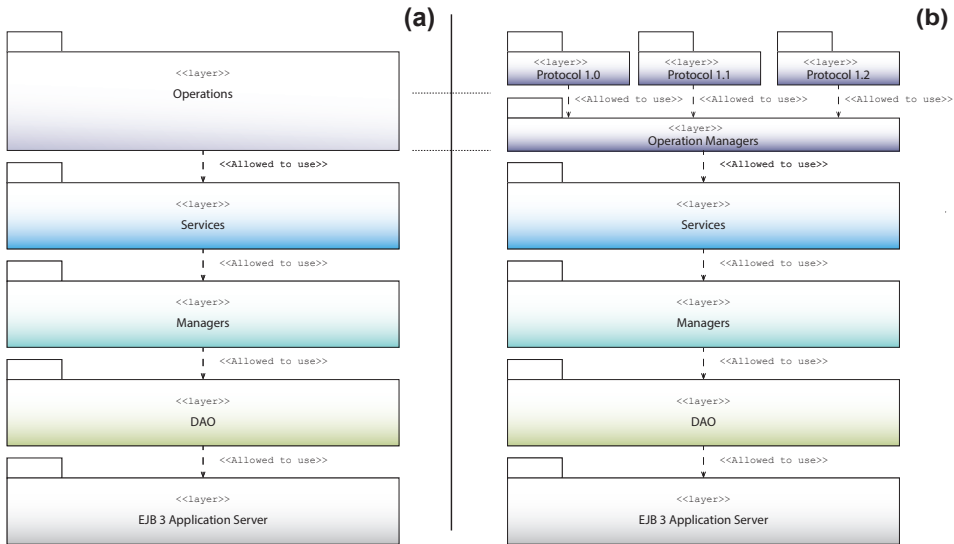 (a)
<<layer>>
Operations
<<Allowed to use>>
<<layer>>
Services
<<Allowed to use>>
<<layer>>
Managers
<<Allowed to use>>
<<layer>>
DAO
<<Allowed to use>>
<<layer>>
EJB 3 Application Server
(b)
<<layer>>
Protocol 1.0
<<layer>>
Protocol 1.1
<<layer>>
Protocol 1.2
<<Allowed to use>>
<<Allowed to use>>
<<Allowed to use>>
<<layer>>
Operation Managers
<<Allowed to use>>
<<layer>>
Services
<<Allowed to use>>
<<layer>>
Managers
<<Allowed to use>>
<<layer>>
DAO
<<Allowed to use>>
<<layer>>
EJB 3 Application Server